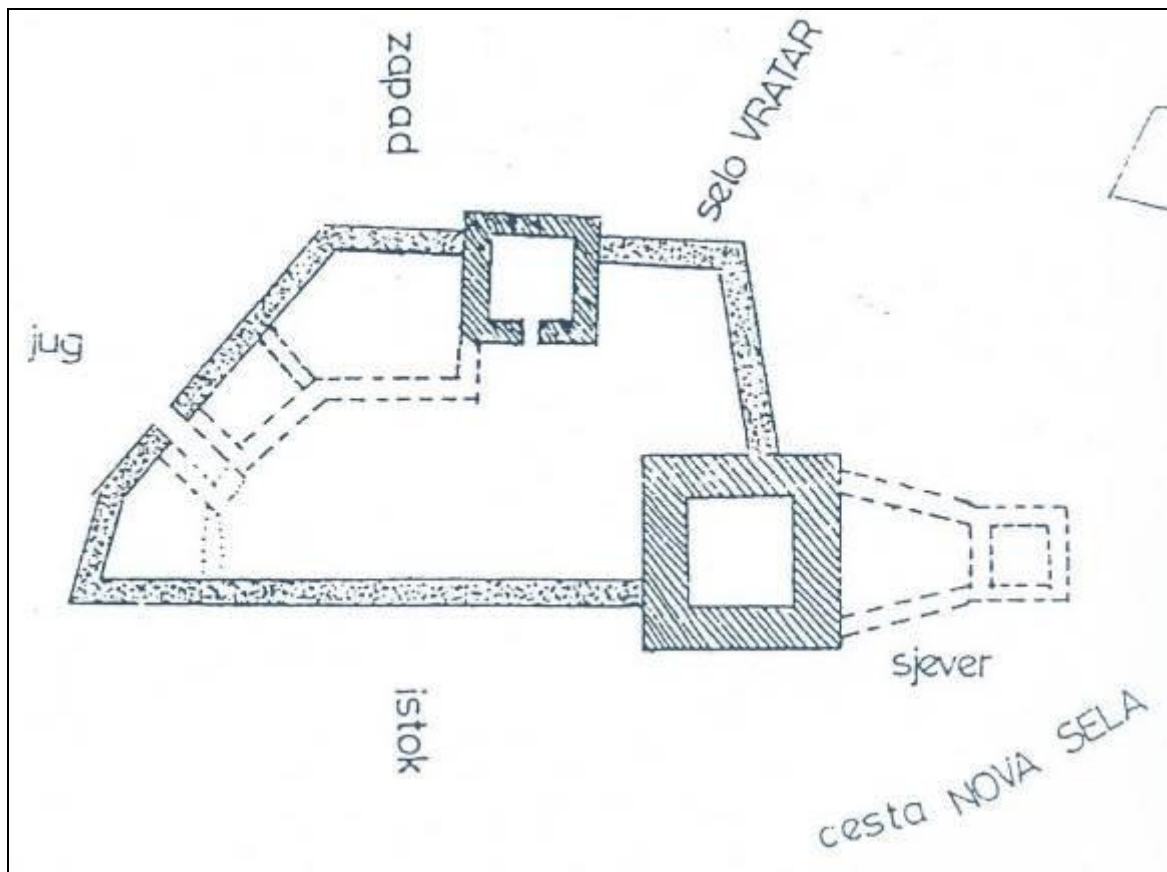 zapad
selo VRATAR
jug
sjever
istok
cesta NOVA SELA